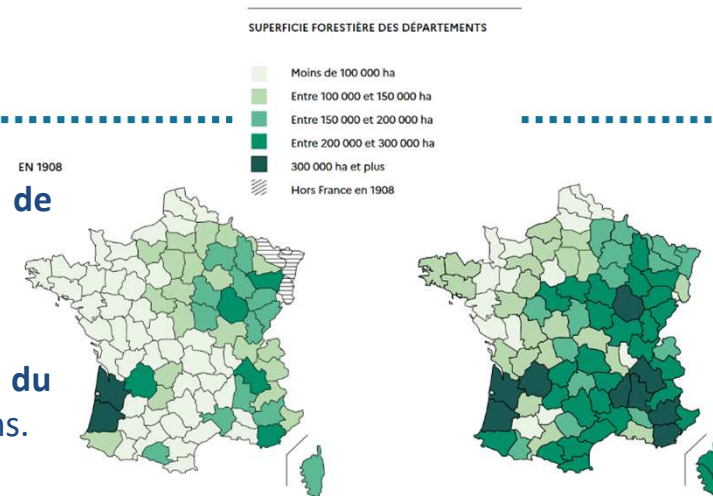 SUPERFICIE FORESTIÈRE DES DÉPARTEMENTS
Moins de 100 000 ha
Entre 100 000 et 150 000 ha
Entre 150 000 et 200 000 ha
Entre 200 000 et 300 000 ha
300 000 ha et plus
Hors France en 1908
EN 1908
de
du
ns.